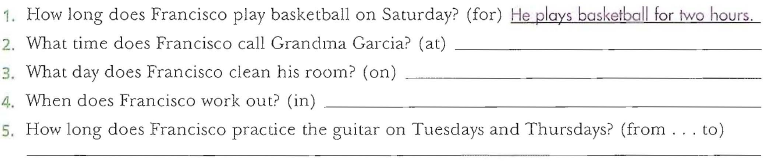 1. How long does Francisco play basketball on Saturday? (for) He plays basketball for two hours.
2. What time does Francisco call Grandma Garcia? (at)
3. What day does Francisco clean his room? (on)
4. When does Francisco work out? (in)
5. How long does Francisco practice the guitar on Tuesdays and Thursdays? (from . . . to)